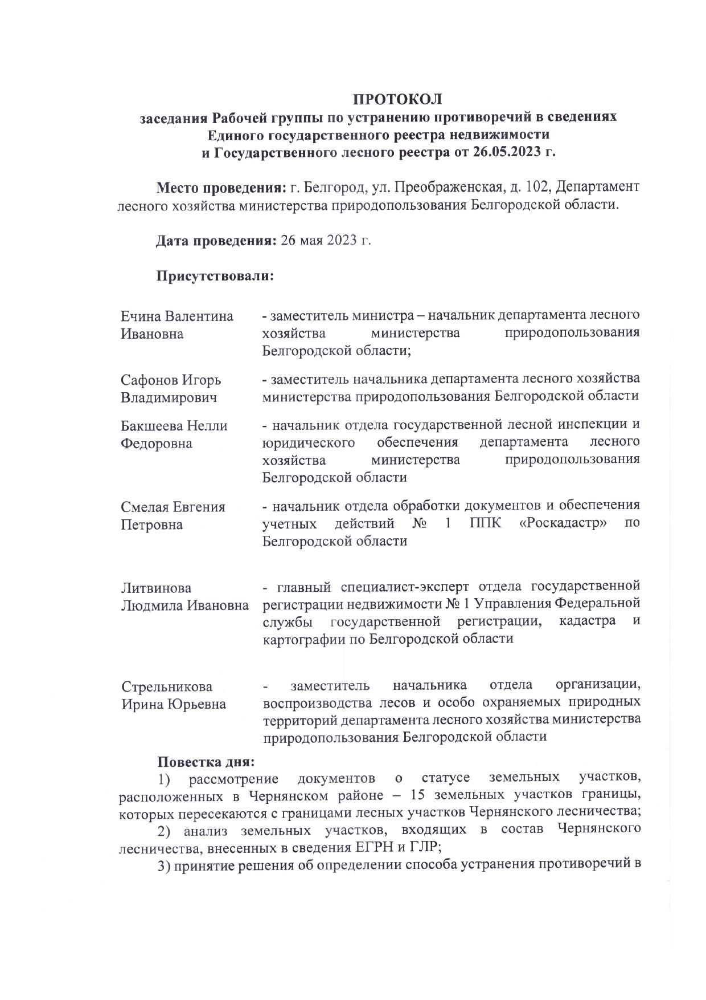 ПРОТОКОЛ
заседания Рабочей группы по устранению противоречий в сведениях
Единого государственного реестра недвижимости
и Государственного лесного реестра от 26.05.2023 г.
Место проведения: г. Белгород, ул. Преображенская, д. 102, Департамент
лесного хозяйства министерства природопользования Белгородской области.
Дата проведения: 26 мая 2023 г.
Присутствовали:
Ечина Валентина
Ивановна
- заместитель министра – начальник департамента лесного
хозяйства министерства природопользования
Белгородской области;
Сафонов Игорь
Владимирович
- заместитель начальника департамента лесного хозяйства
министерства природопользования Белгородской области
Бакшеева Нелли
Федоровна
- начальник отдела государственной лесной инспекции и
юридического обеспечения департамента лесного
хозяйства министерства природопользования
Белгородской области
Смелая Евгения
Петровна
- начальник отдела обработки документов и обеспечения
учетных действий № 1 ППК «Роскадастр» по
Белгородской области
Литвинова
Людмила Ивановна
- главный специалист-эксперт отдела государственной
регистрации недвижимости № 1 Управления Федеральной
службы государственной регистрации, кадастра и
картографии по Белгородской области
Стрельникова
Ирина Юрьевна
- заместитель начальника отдела организации,
воспроизводства лесов и особо охраняемых природных
территорий департамента лесного хозяйства министерства
природопользования Белгородской области
Повестка дня:
1) рассмотрение документов о статусе земельных участков,
расположенных в Чернянском районе – 15 земельных участков границы,
которых пересекаются с границами лесных участков Чернянского лесничества;
2) анализ земельных участков, входящих в состав Чернянского
лесничества, внесенных в сведения ЕГРН и ГЛР;
3) принятие решения об определении способа устранения противоречий в